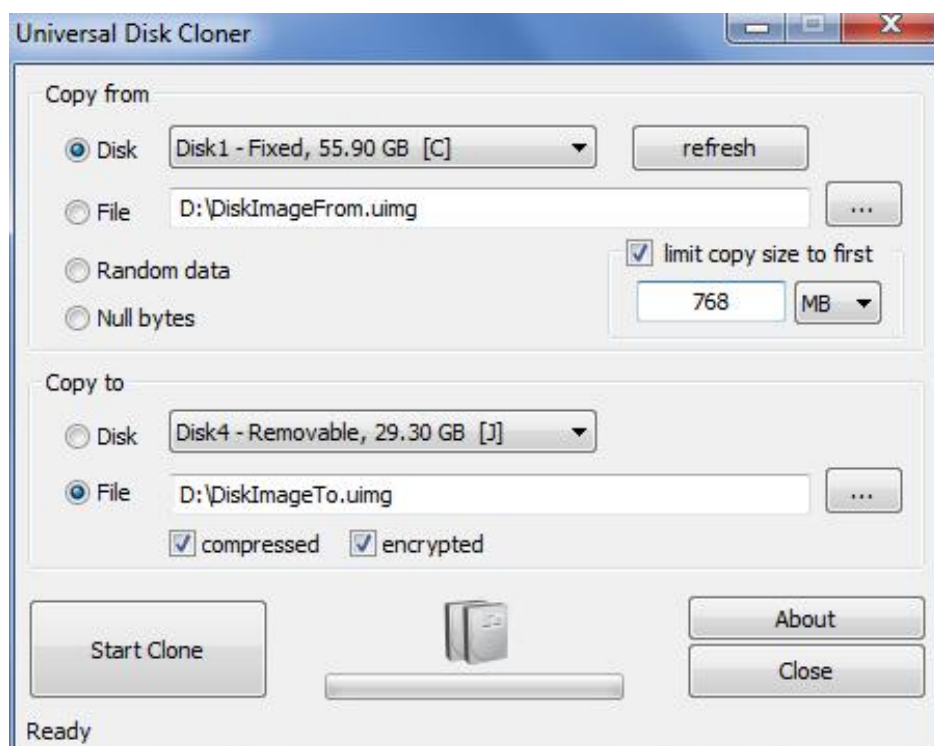 Universal Disk Cloner
Copy from
Disk Disk1 - Fixed, 55.90 GB [C] refresh
File D:\DiskImageFrom.uimg ...
Random data limit copy size to first
768 MB
Null bytes
Copy to
Disk Disk4 - Removable, 29.30 GB [J]
File D:\DiskImageTo.uimg ...
compressed encrypted
Start Clone
About
Close
Ready